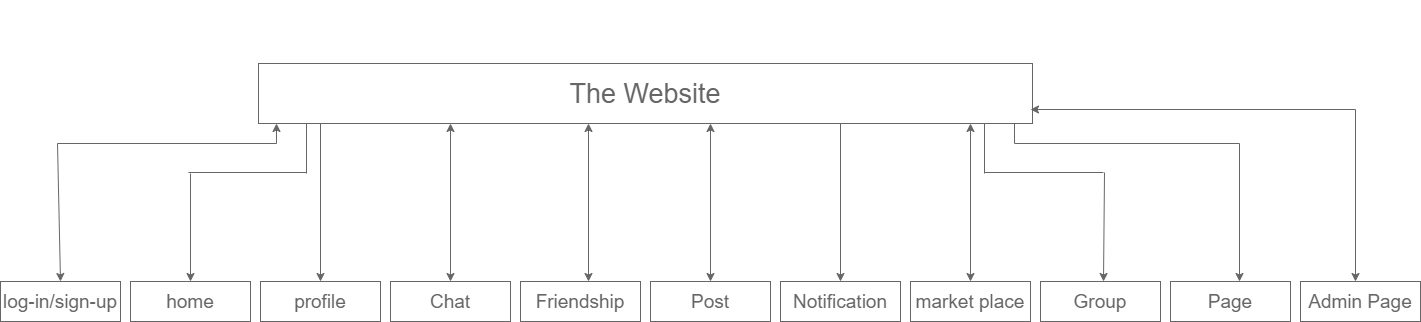 The Website
log-in/sign-up
home
profile
Chat
Friendship
Post
Notification
market place
Group
Page
Admin Page